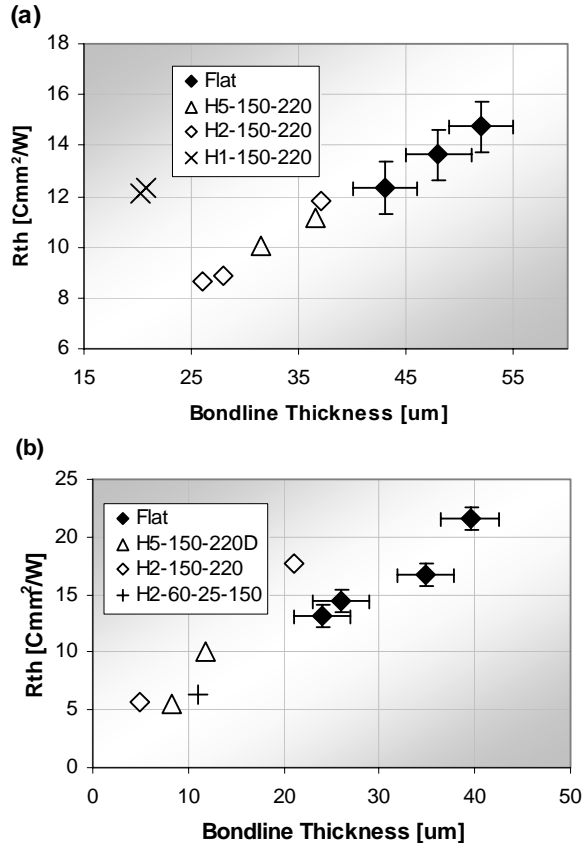 (a)
18
16
14
12
10
8
6
Rth [Cmm²/W]
Flat
H5-150-220
H2-150-220
H1-150-220
15 25 35 45 55
Bondline Thickness [um]
(b)
25
20
15
10
5
0
Rth [Cmm²/W]
Flat
H5-150-220D
H2-150-220
H2-60-25-150
0 10 20 30 40 50
Bondline Thickness [um]